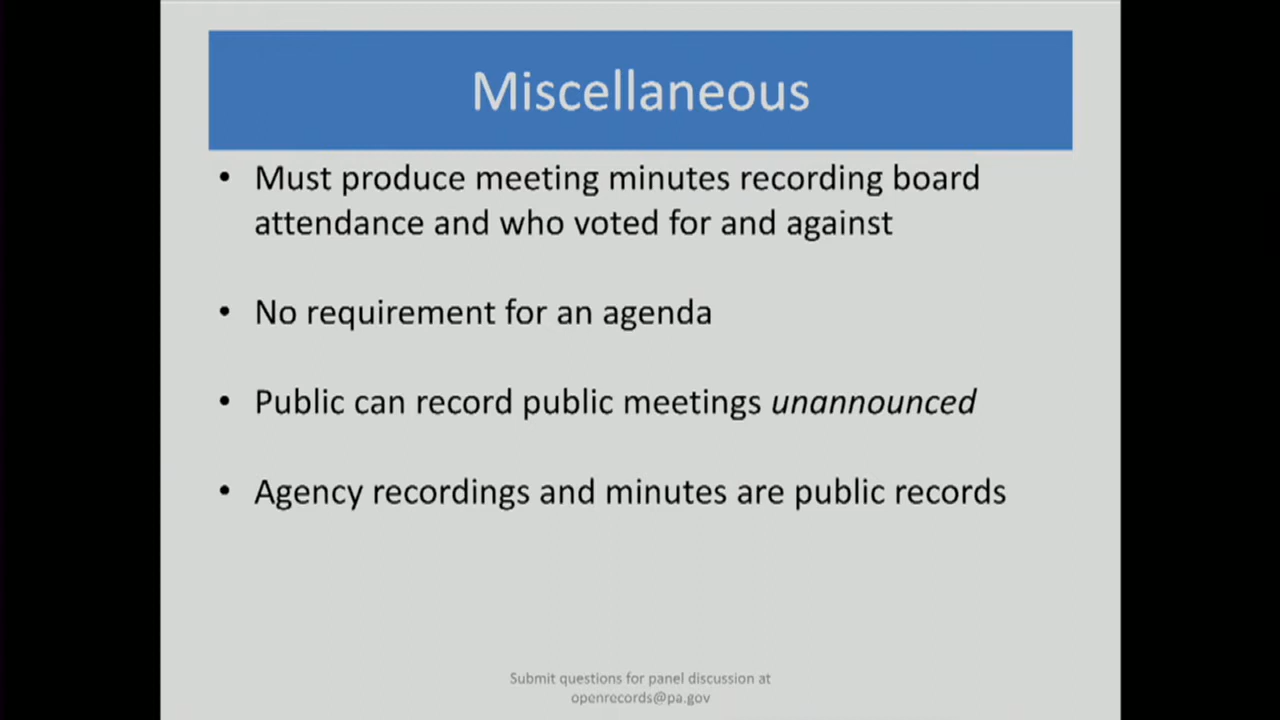 Miscellaneous
• Must produce meeting minutes recording board
attendance and who voted for and against
• No requirement for an agenda
• Public can record public meetings unannounced
• Agency recordings and minutes are public records
Submit questions for panel discussion at
openrecords@pa.gov